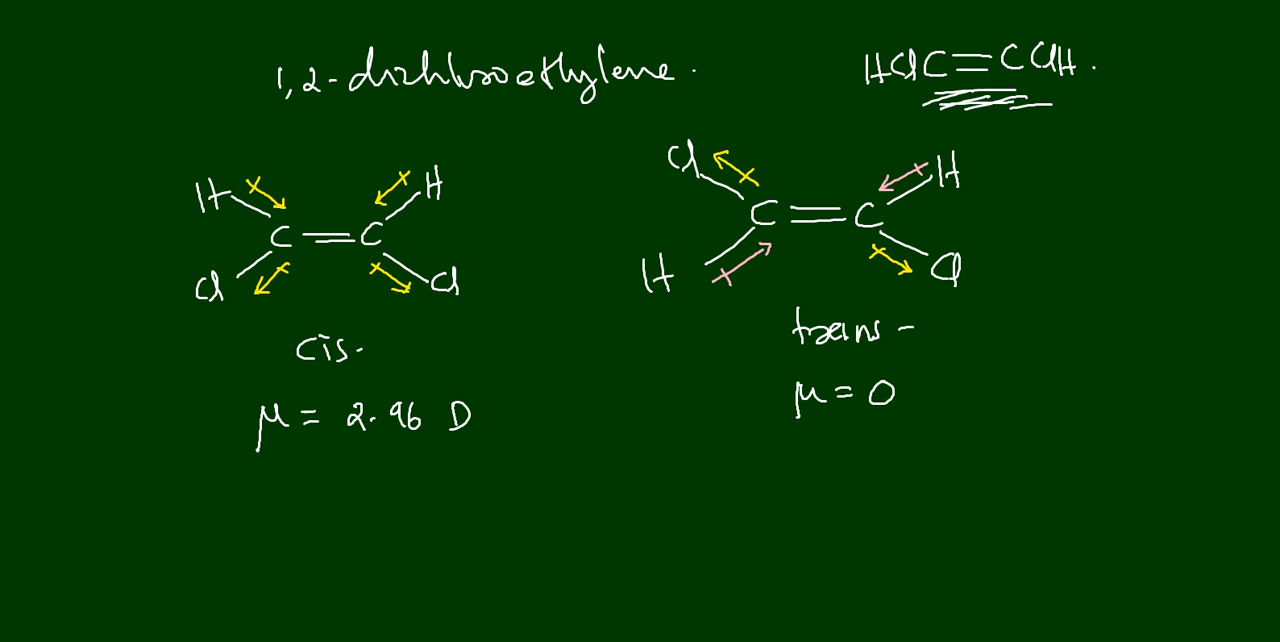 1,2-dichloroethylene.
HClC=CClH.
H H
C=C
Cl Cl
cis-
μ = 2.96 D
Cl H
C=C
H Cl
trans-
μ = 0